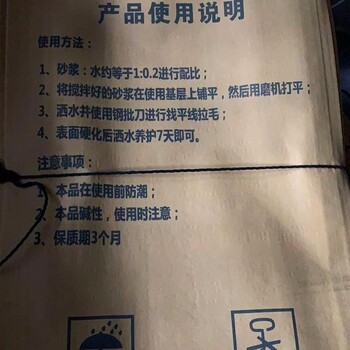 产品使用说明
使用方法：
1、砂浆：水约等于1:0.2进行配比；
2、将搅拌好的砂浆在使用基层上铺平，然后用磨机打平；
3、洒水并使用钢批刀进行找平线拉毛；
4、表面硬化后洒水养护7天即可。
注意事项：
1、本品在使用前防潮；
2、本品碱性，使用时注意；
3、保质期3个月